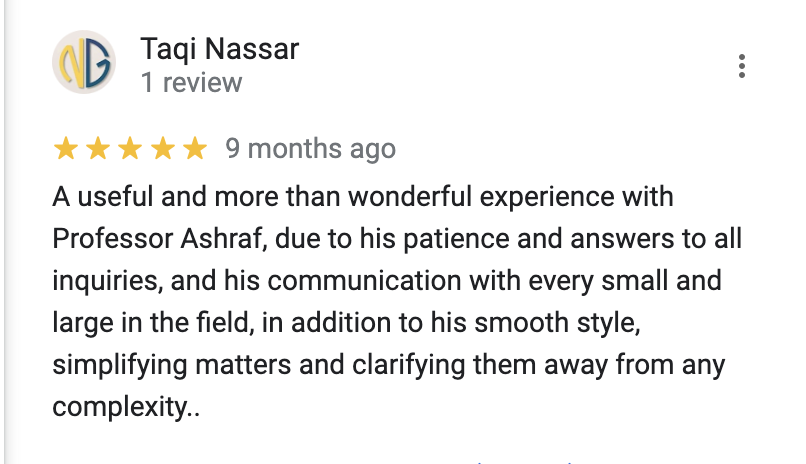 NG
Taqi Nassar
1 review
9 months ago
A useful and more than wonderful experience with
Professor Ashraf, due to his patience and answers to all
inquiries, and his communication with every small and
large in the field, in addition to his smooth style,
simplifying matters and clarifying them away from any
complexity..